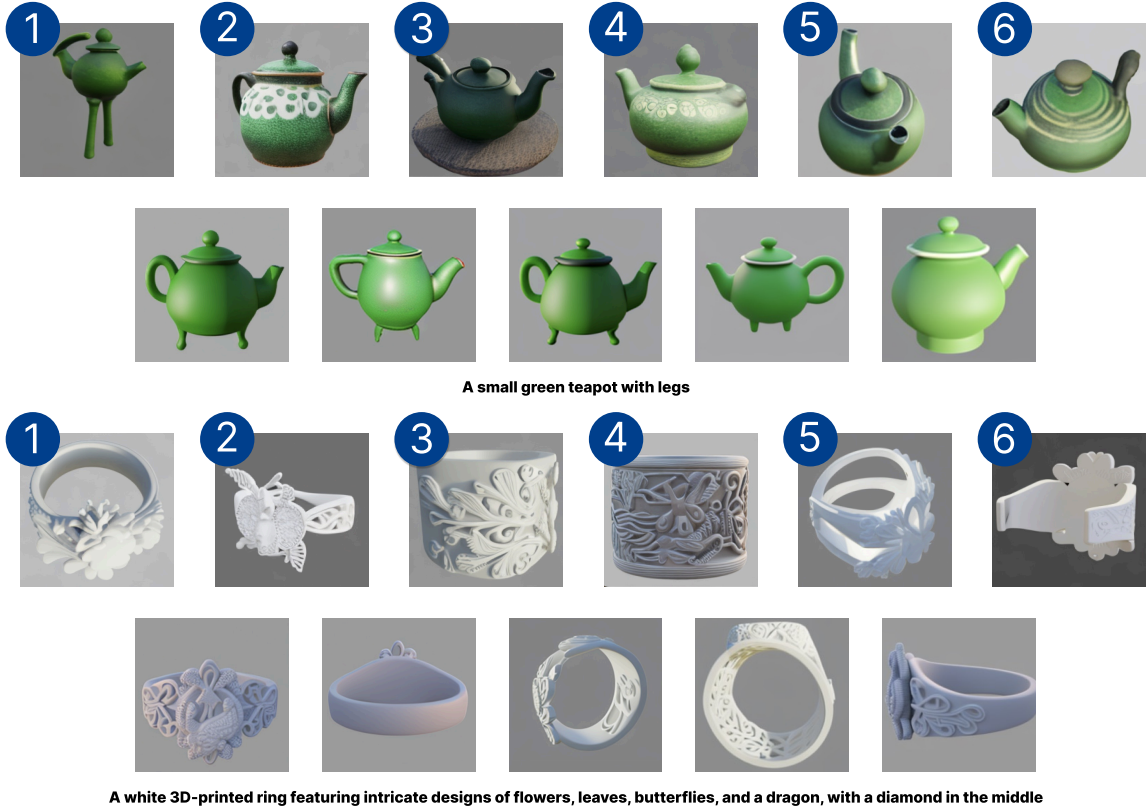 1 2 3 4 5 6
A small green teapot with legs
1 2 3 4 5 6
A white 3D-printed ring featuring intricate designs of flowers, leaves, butterflies, and a dragon, with a diamond in the middle